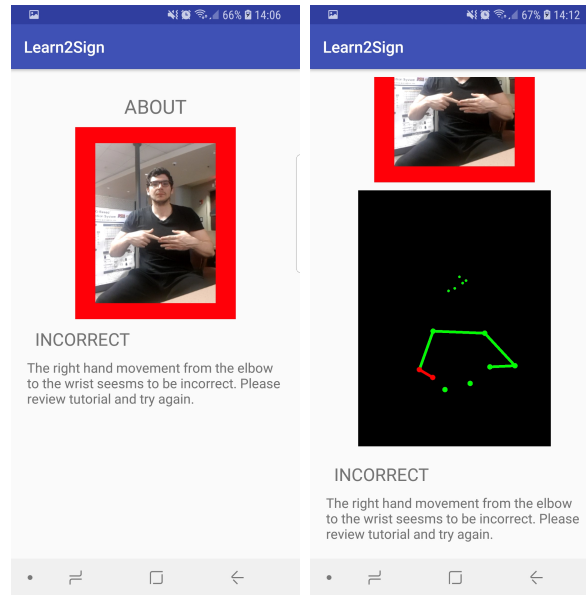 66% 14:06
Learn2Sign
ABOUT
INCORRECT
The right hand movement from the elbow
to the wrist seesms to be incorrect. Please
review tutorial and try again.
67% 14:12
Learn2Sign
INCORRECT
The right hand movement from the elbow
to the wrist seesms to be incorrect. Please
review tutorial and try again.